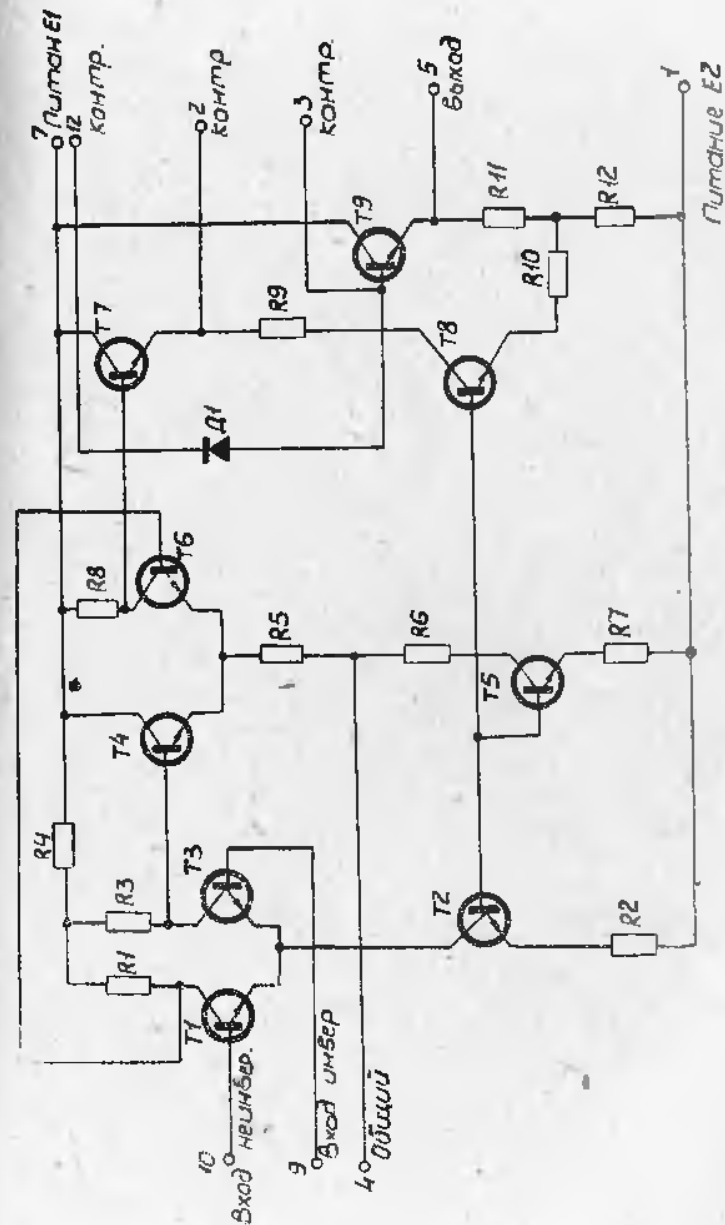 7 Питан E1
12
контр.
2
контр
3
контр.
5
выход
1
Питание E2
10
Вход неинвер.
9
Вход инвер
4
Общий
R1
R2
R3
R4
R5
R6
R7
R8
R9
R10
R11
R12
T1
T2
T3
T4
T5
T6
T7
T8
T9
Д1